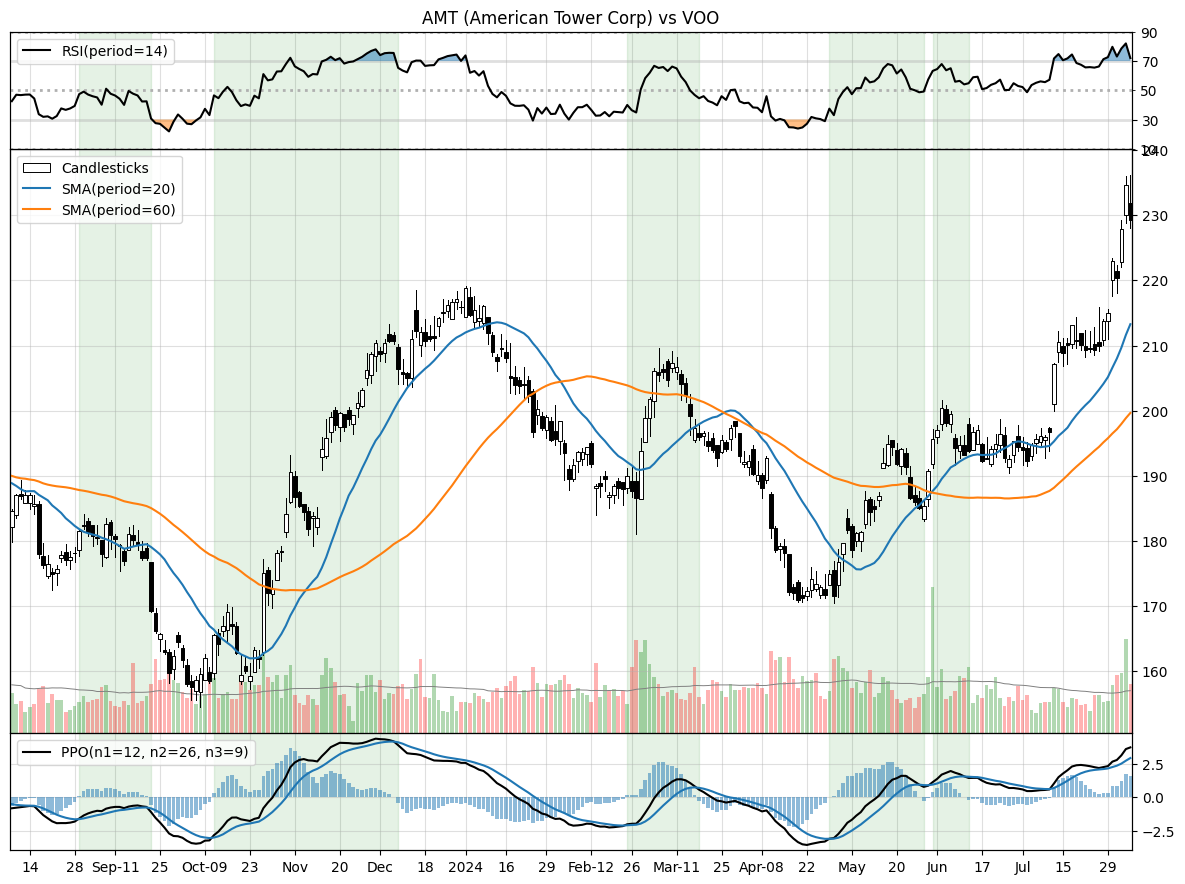 AMT (American Tower Corp) vs VOO
RSI(period=14)
90
70
50
30
10
Candlesticks
SMA(period=20)
SMA(period=60)
240
230
220
210
200
190
180
170
160
PPO(n1=12, n2=26, n3=9)
2.5
0.0
−2.5
14 28 Sep-11 25 Oct-09 23 Nov 20 Dec 18 2024 16 29 Feb-12 26 Mar-11 25 Apr-08 22 May 20 Jun 17 Jul 15 29